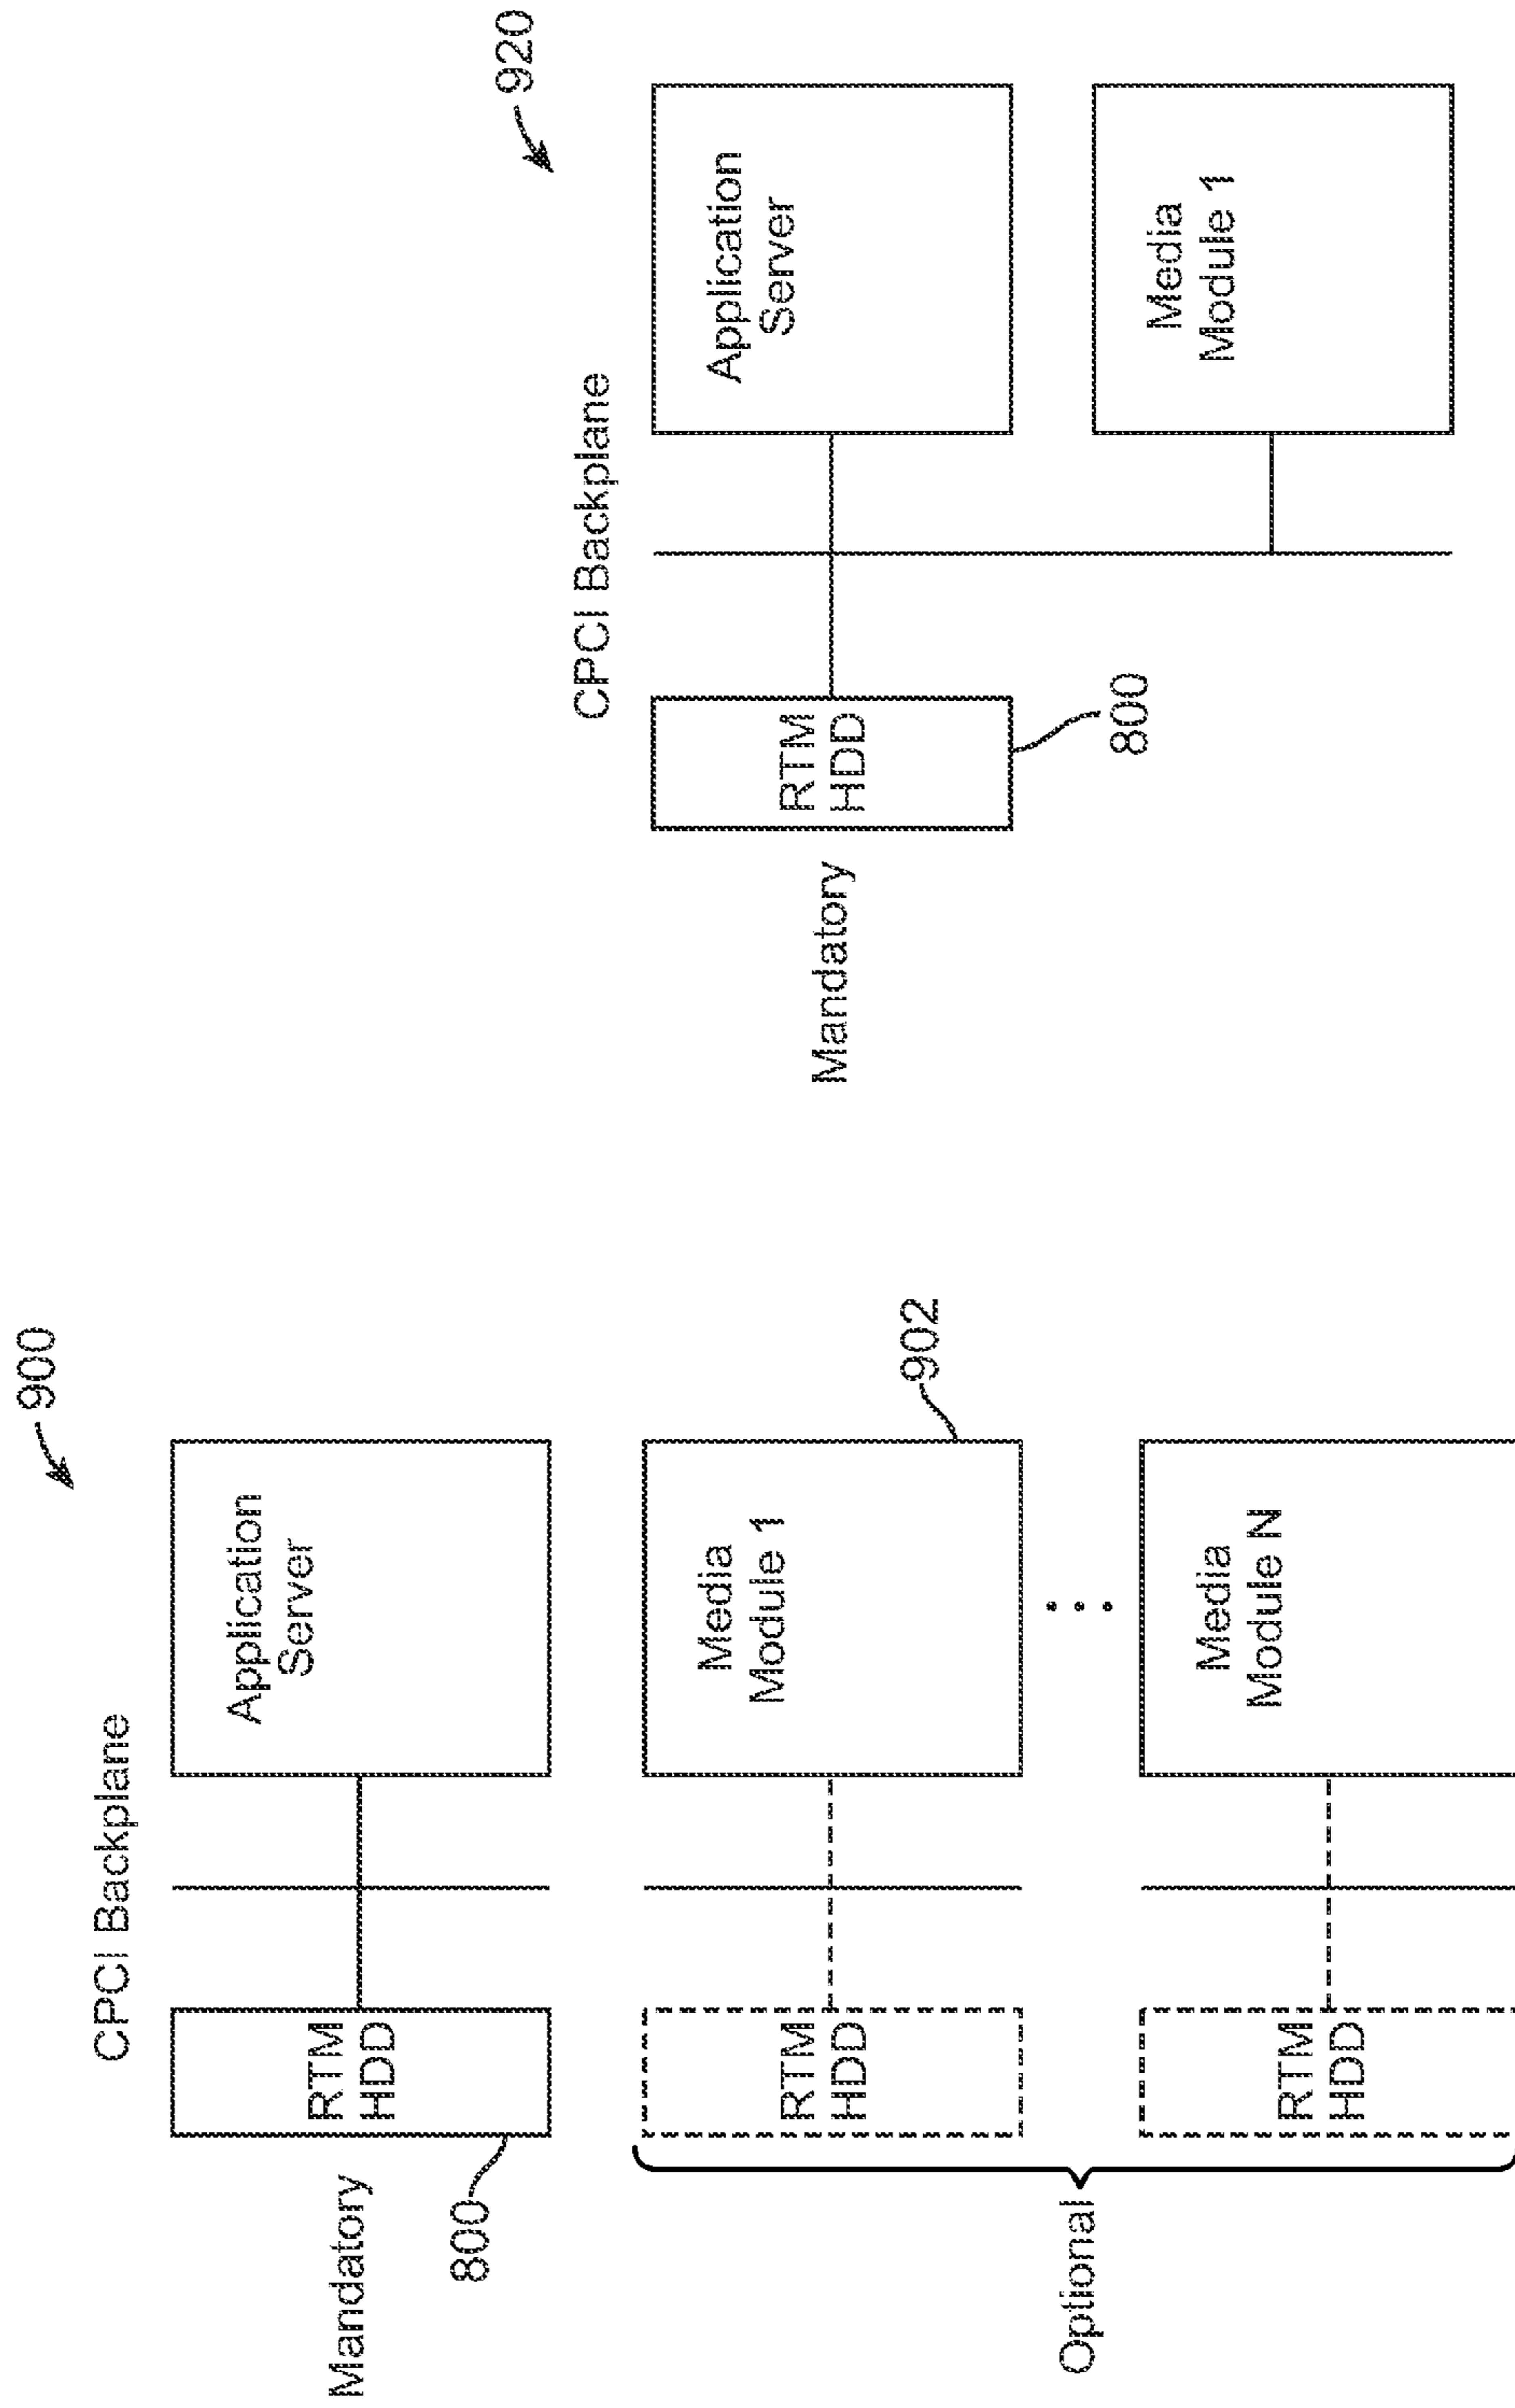 900
CPCI Backplane
Mandatory
RTM
HDD
800
Application
Server
Optional
RTM
HDD
Media
Module 1
902
RTM
HDD
Media
Module N
920
CPCI Backplane
Mandatory
RTM
HDD
800
Application
Server
Media
Module 1